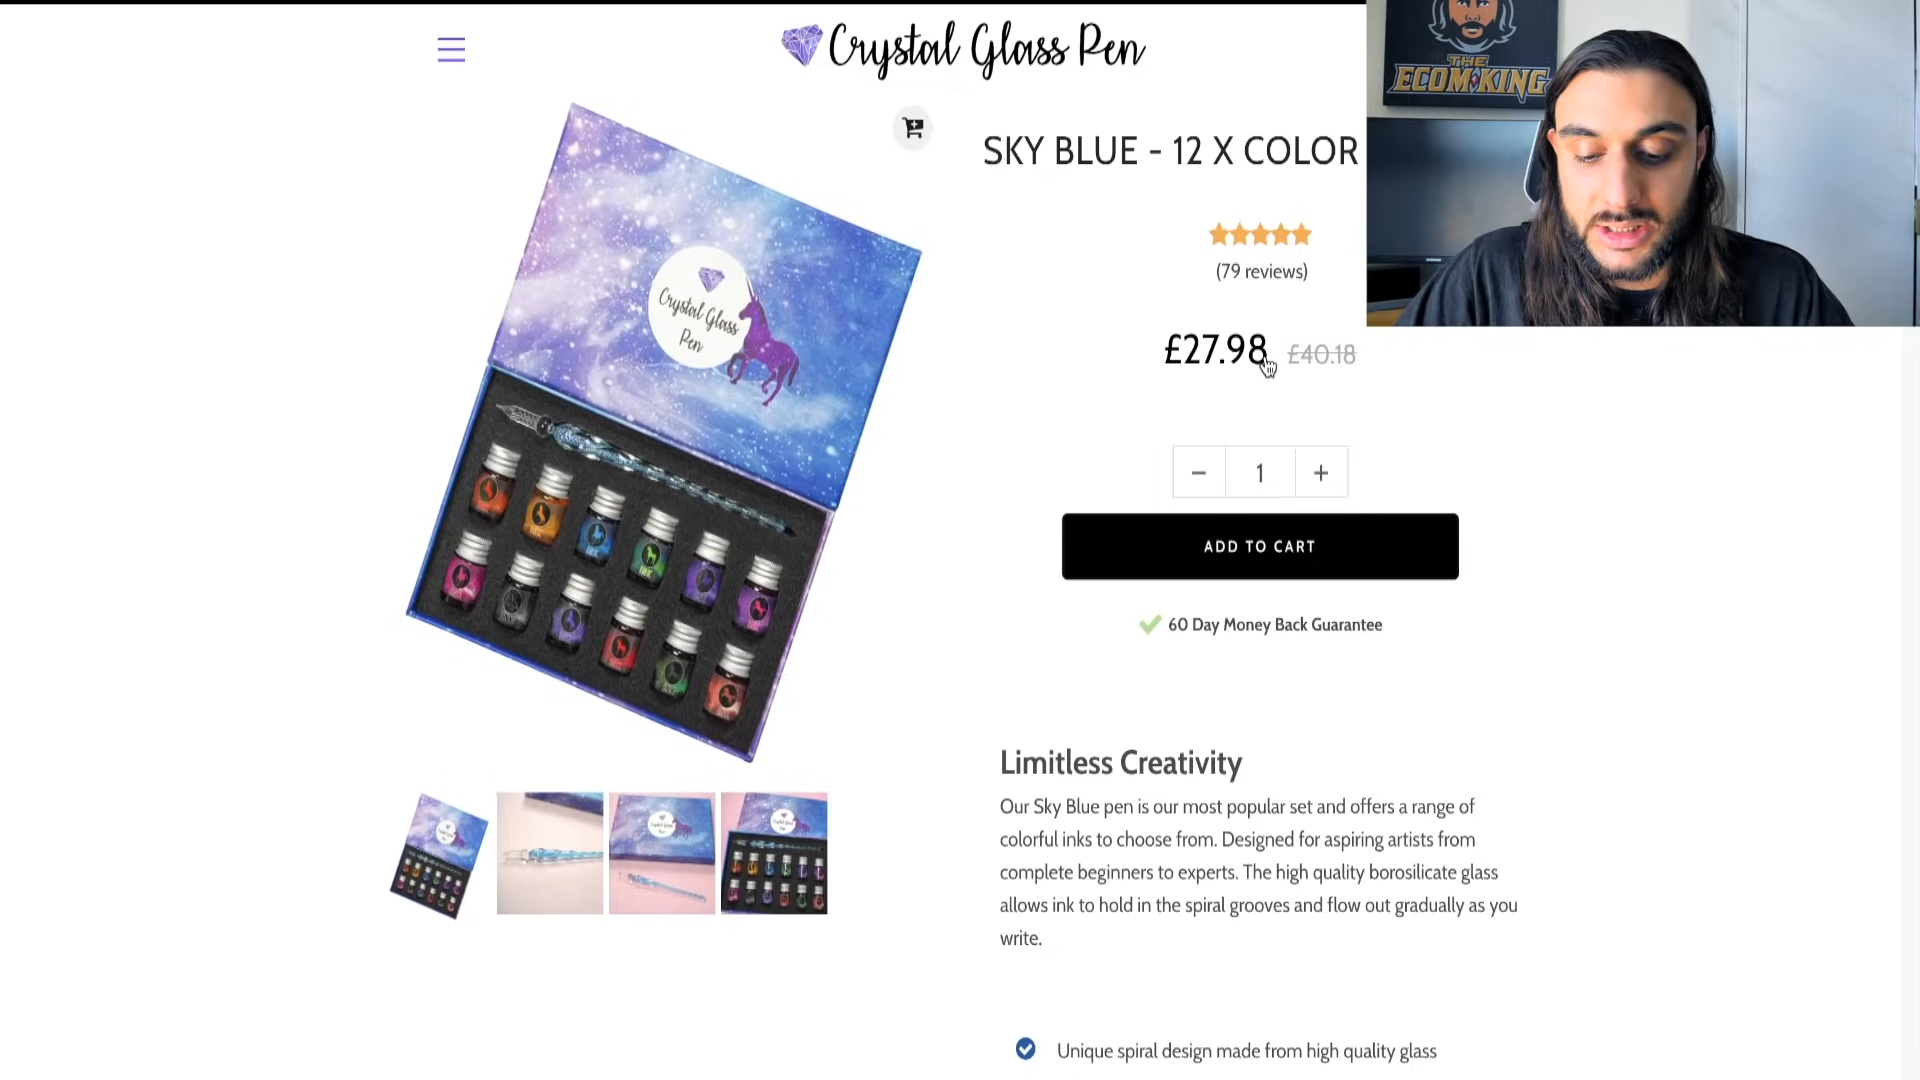 Crystal Glass Pen
THE
ECOM KING
SKY BLUE - 12 X COLOR
(79 reviews)
£27.98 £40.18
Crystal Glass
Pen
− 1 +
ADD TO CART
60 Day Money Back Guarantee
Limitless Creativity
Our Sky Blue pen is our most popular set and offers a range of
colorful inks to choose from. Designed for aspiring artists from
complete beginners to experts. The high quality borosilicate glass
allows ink to hold in the spiral grooves and flow out gradually as you
write.
Unique spiral design made from high quality glass